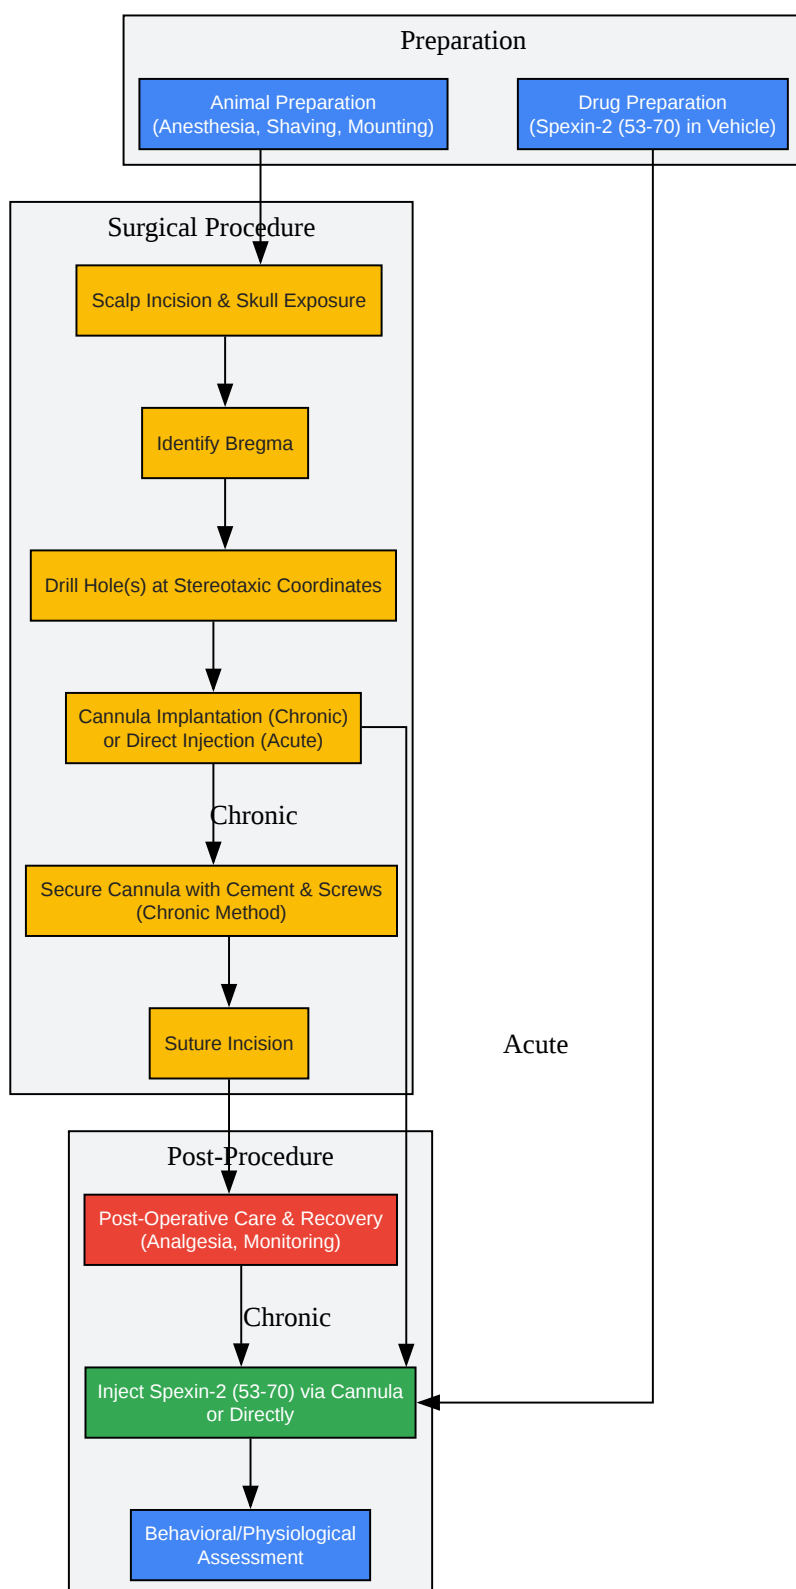 Preparation
Animal Preparation
(Anesthesia, Shaving, Mounting)
Drug Preparation
(Spexin-2 (53-70) in Vehicle)
Surgical Procedure
Scalp Incision & Skull Exposure
Identify Bregma
Drill Hole(s) at Stereotaxic Coordinates
Cannula Implantation (Chronic)
or Direct Injection (Acute)
Chronic
Secure Cannula with Cement & Screws
(Chronic Method)
Suture Incision
Acute
Post-Procedure
Post-Operative Care & Recovery
(Analgesia, Monitoring)
Chronic
Inject Spexin-2 (53-70) via Cannula
or Directly
Behavioral/Physiological
Assessment